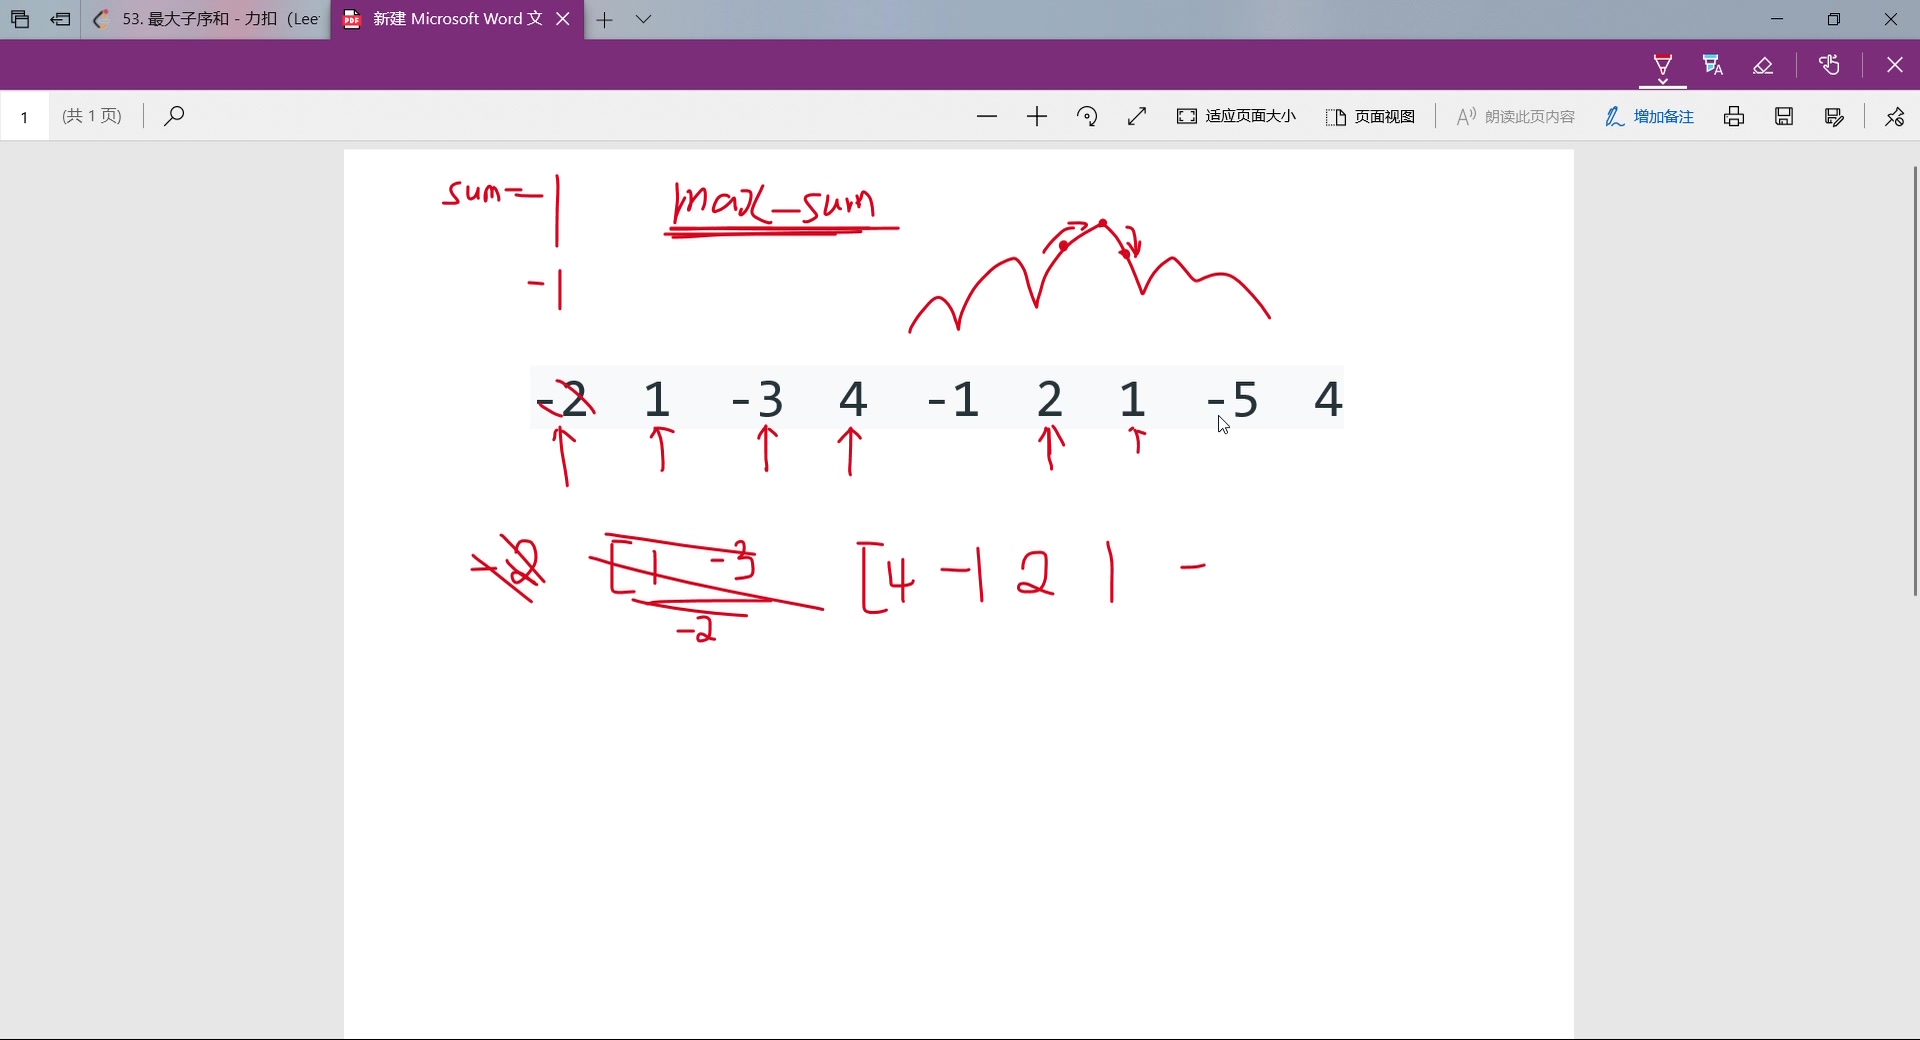 53. 最大子序和 - 力扣（Lee
新建 Microsoft Word 文
1 (共 1 页) 适应页面大小 页面视图 朗读此页内容 增加备注
sum=-1 max_sum
-1
-2 1 -3 4 -1 2 1 -5 4
-2 [1 -3 [4 -1 2 1 -
-2